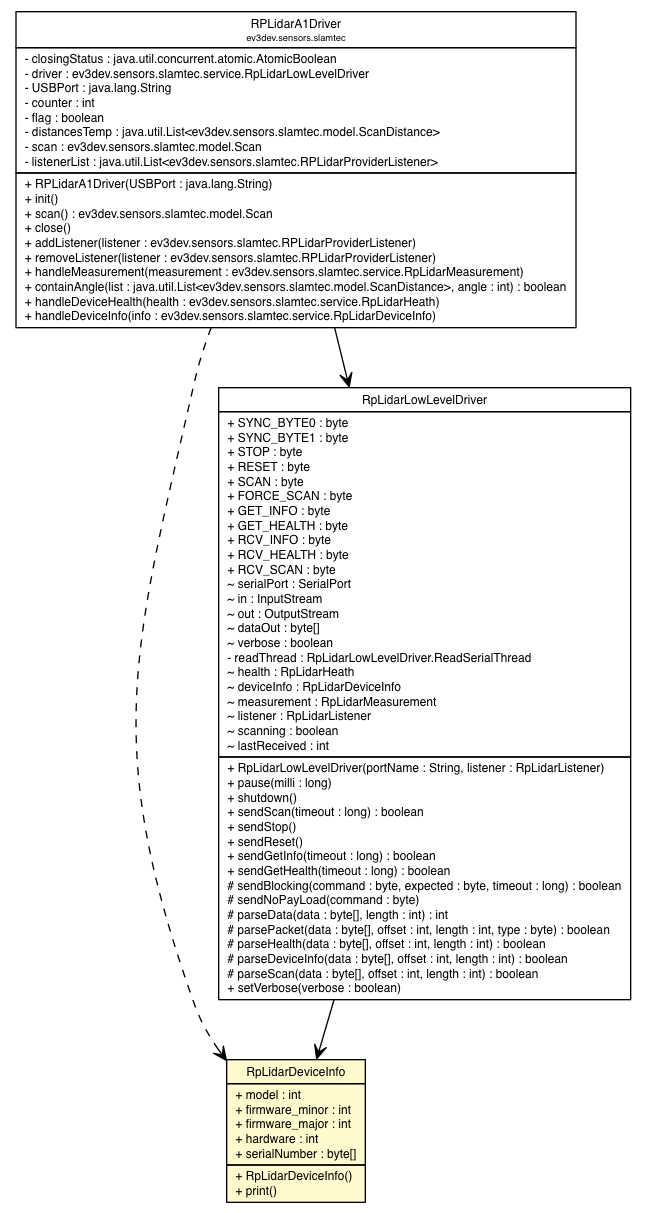 RPLidarA1Driver
ev3dev.sensors.slamtec
- closingStatus : java.util.concurrent.atomic.AtomicBoolean
- driver : ev3dev.sensors.slamtec.service.RpLidarLowLevelDriver
- USBPort : java.lang.String
- counter : int
- flag : boolean
- distancesTemp : java.util.List<ev3dev.sensors.slamtec.model.ScanDistance>
- scan : ev3dev.sensors.slamtec.model.Scan
- listenerList : java.util.List<ev3dev.sensors.slamtec.RPLidarProviderListener>
+ RPLidarA1Driver(USBPort : java.lang.String)
+ init()
+ scan() : ev3dev.sensors.slamtec.model.Scan
+ close()
+ addListener(listener : ev3dev.sensors.slamtec.RPLidarProviderListener)
+ removeListener(listener : ev3dev.sensors.slamtec.RPLidarProviderListener)
+ handleMeasurement(measurement : ev3dev.sensors.slamtec.service.RpLidarMeasurement)
+ containAngle(list : java.util.List<ev3dev.sensors.slamtec.model.ScanDistance>, angle : int) : boolean
+ handleDeviceHealth(health : ev3dev.sensors.slamtec.service.RpLidarHeath)
+ handleDeviceInfo(info : ev3dev.sensors.slamtec.service.RpLidarDeviceInfo)
RpLidarLowLevelDriver
+ SYNC_BYTE0 : byte
+ SYNC_BYTE1 : byte
+ STOP : byte
+ RESET : byte
+ SCAN : byte
+ FORCE_SCAN : byte
+ GET_INFO : byte
+ GET_HEALTH : byte
+ RCV_INFO : byte
+ RCV_HEALTH : byte
+ RCV_SCAN : byte
~ serialPort : SerialPort
~ in : InputStream
~ out : OutputStream
~ dataOut : byte[]
~ verbose : boolean
- readThread : RpLidarLowLevelDriver.ReadSerialThread
~ health : RpLidarHeath
~ deviceInfo : RpLidarDeviceInfo
~ measurement : RpLidarMeasurement
~ listener : RpLidarListener
~ scanning : boolean
~ lastReceived : int
+ RpLidarLowLevelDriver(portName : String, listener : RpLidarListener)
+ pause(milli : long)
+ shutdown()
+ sendScan(timeout : long) : boolean
+ sendStop()
+ sendReset()
+ sendGetInfo(timeout : long) : boolean
+ sendGetHealth(timeout : long) : boolean
# sendBlocking(command : byte, expected : byte, timeout : long) : boolean
# sendNoPayLoad(command : byte)
# parseData(data : byte[], length : int) : int
# parsePacket(data : byte[], offset : int, length : int, type : byte) : boolean
# parseHealth(data : byte[], offset : int, length : int) : boolean
# parseDeviceInfo(data : byte[], offset : int, length : int) : boolean
# parseScan(data : byte[], offset : int, length : int) : boolean
+ setVerbose(verbose : boolean)
RpLidarDeviceInfo
+ model : int
+ firmware_minor : int
+ firmware_major : int
+ hardware : int
+ serialNumber : byte[]
+ RpLidarDeviceInfo()
+ print()